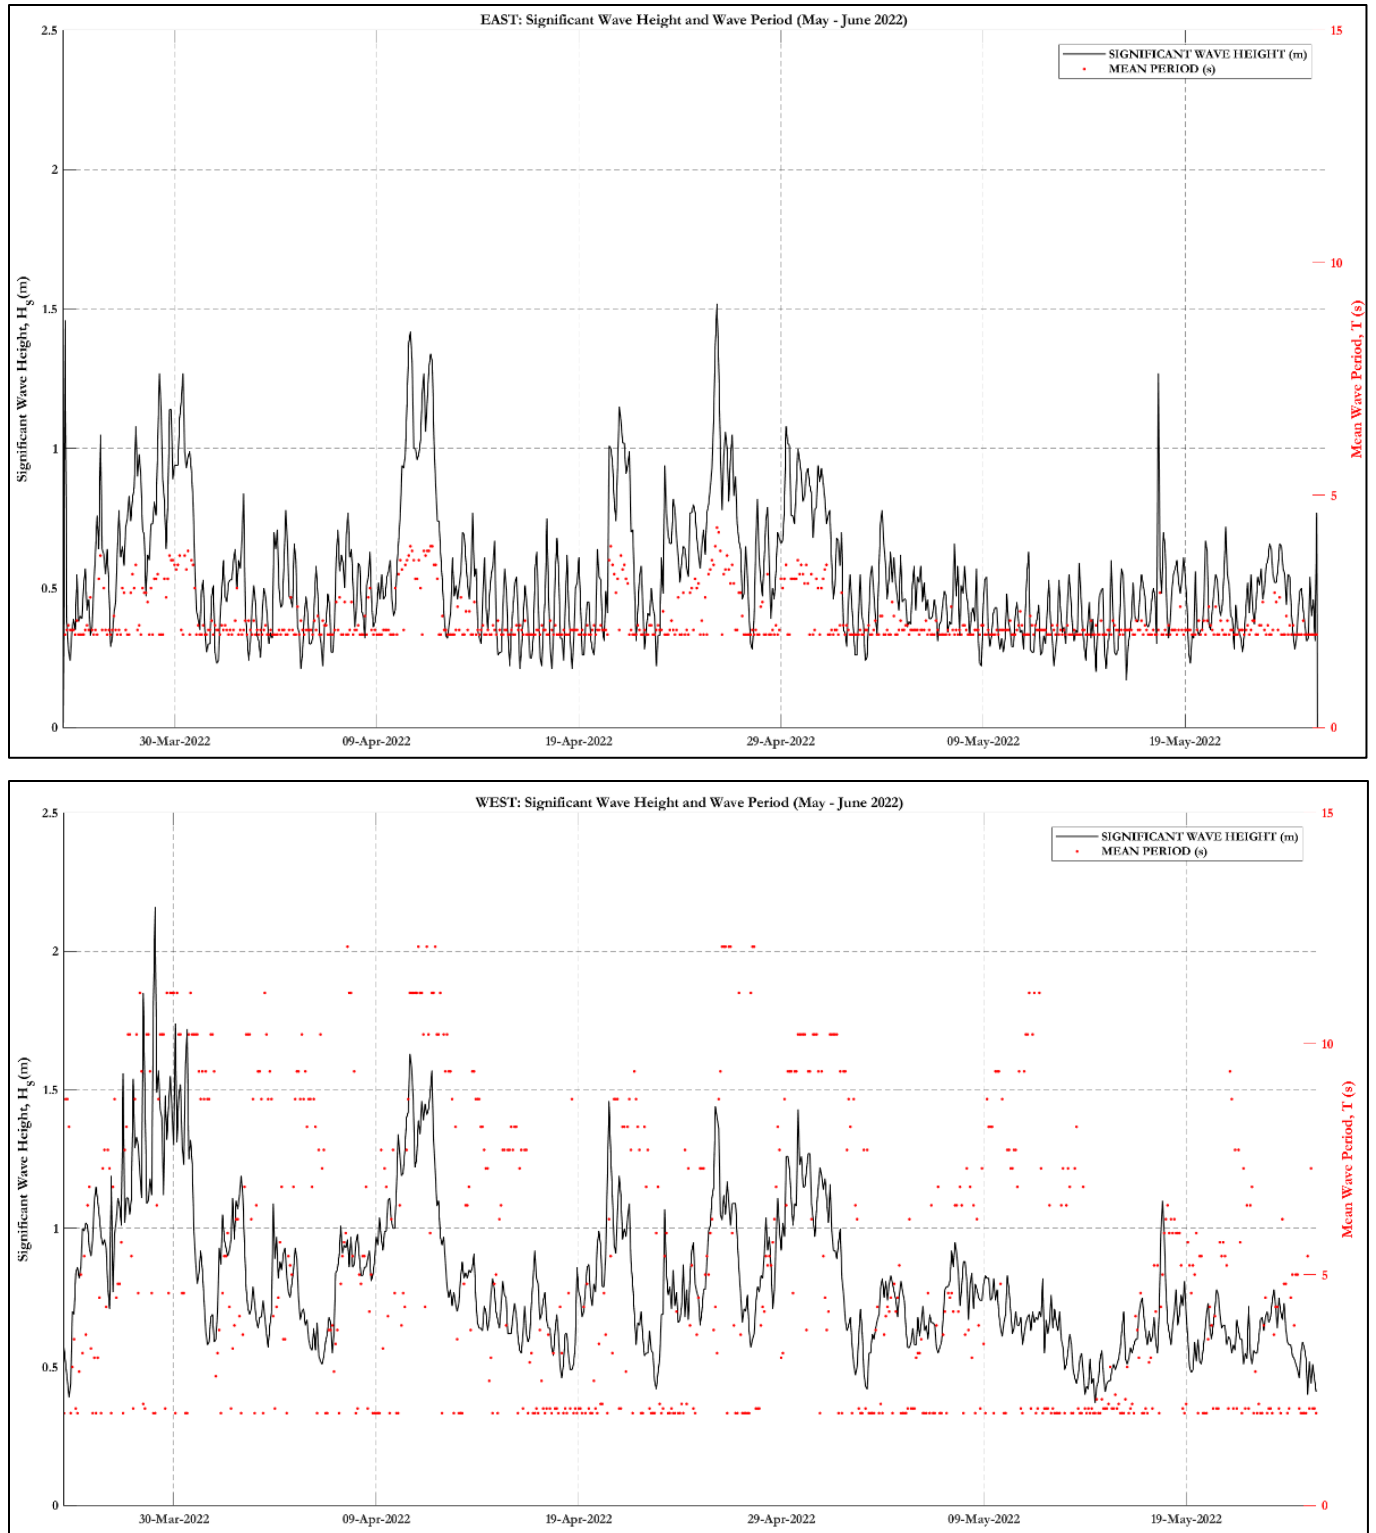 EAST: Significant Wave Height and Wave Period (May - June 2022)
2.5
2
1.5
1
0.5
0
15
10
5
0
SIGNIFICANT WAVE HEIGHT (m)
MEAN PERIOD (s)
Significant Wave Height, Hs(m)
Mean Wave Period, T (s)
30-Mar-2022
09-Apr-2022
19-Apr-2022
29-Apr-2022
09-May-2022
19-May-2022
WEST: Significant Wave Height and Wave Period (May - June 2022)
2.5
2
1.5
1
0.5
0
15
10
5
0
SIGNIFICANT WAVE HEIGHT (m)
MEAN PERIOD (s)
Significant Wave Height, Hs(m)
Mean Wave Period, T (s)
30-Mar-2022
09-Apr-2022
19-Apr-2022
29-Apr-2022
09-May-2022
19-May-2022